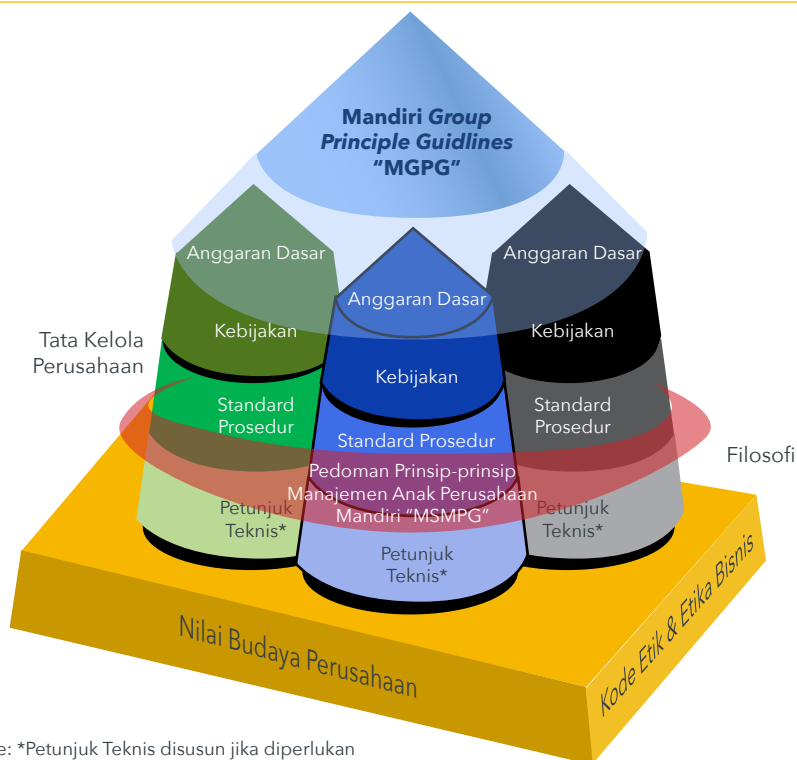 Mandiri Group
Principle Guidlines
“MGPG”
Anggaran Dasar
Anggaran Dasar
Anggaran Dasar
Kebijakan
Kebijakan
Kebijakan
Tata Kelola
Perusahaan
Standard
Prosedur
Standard
Prosedur
Standard Prosedur
Filosofi
Pedoman Prinsip-prinsip
Manajemen Anak Perusahaan
Mandiri “MSMPG”
Petunjuk
Teknis*
Petunjuk
Teknis*
Petunjuk
Teknis*
Nilai Budaya Perusahaan
Kode Etik & Etika Bisnis
e: *Petunjuk Teknis disusun jika diperlukan